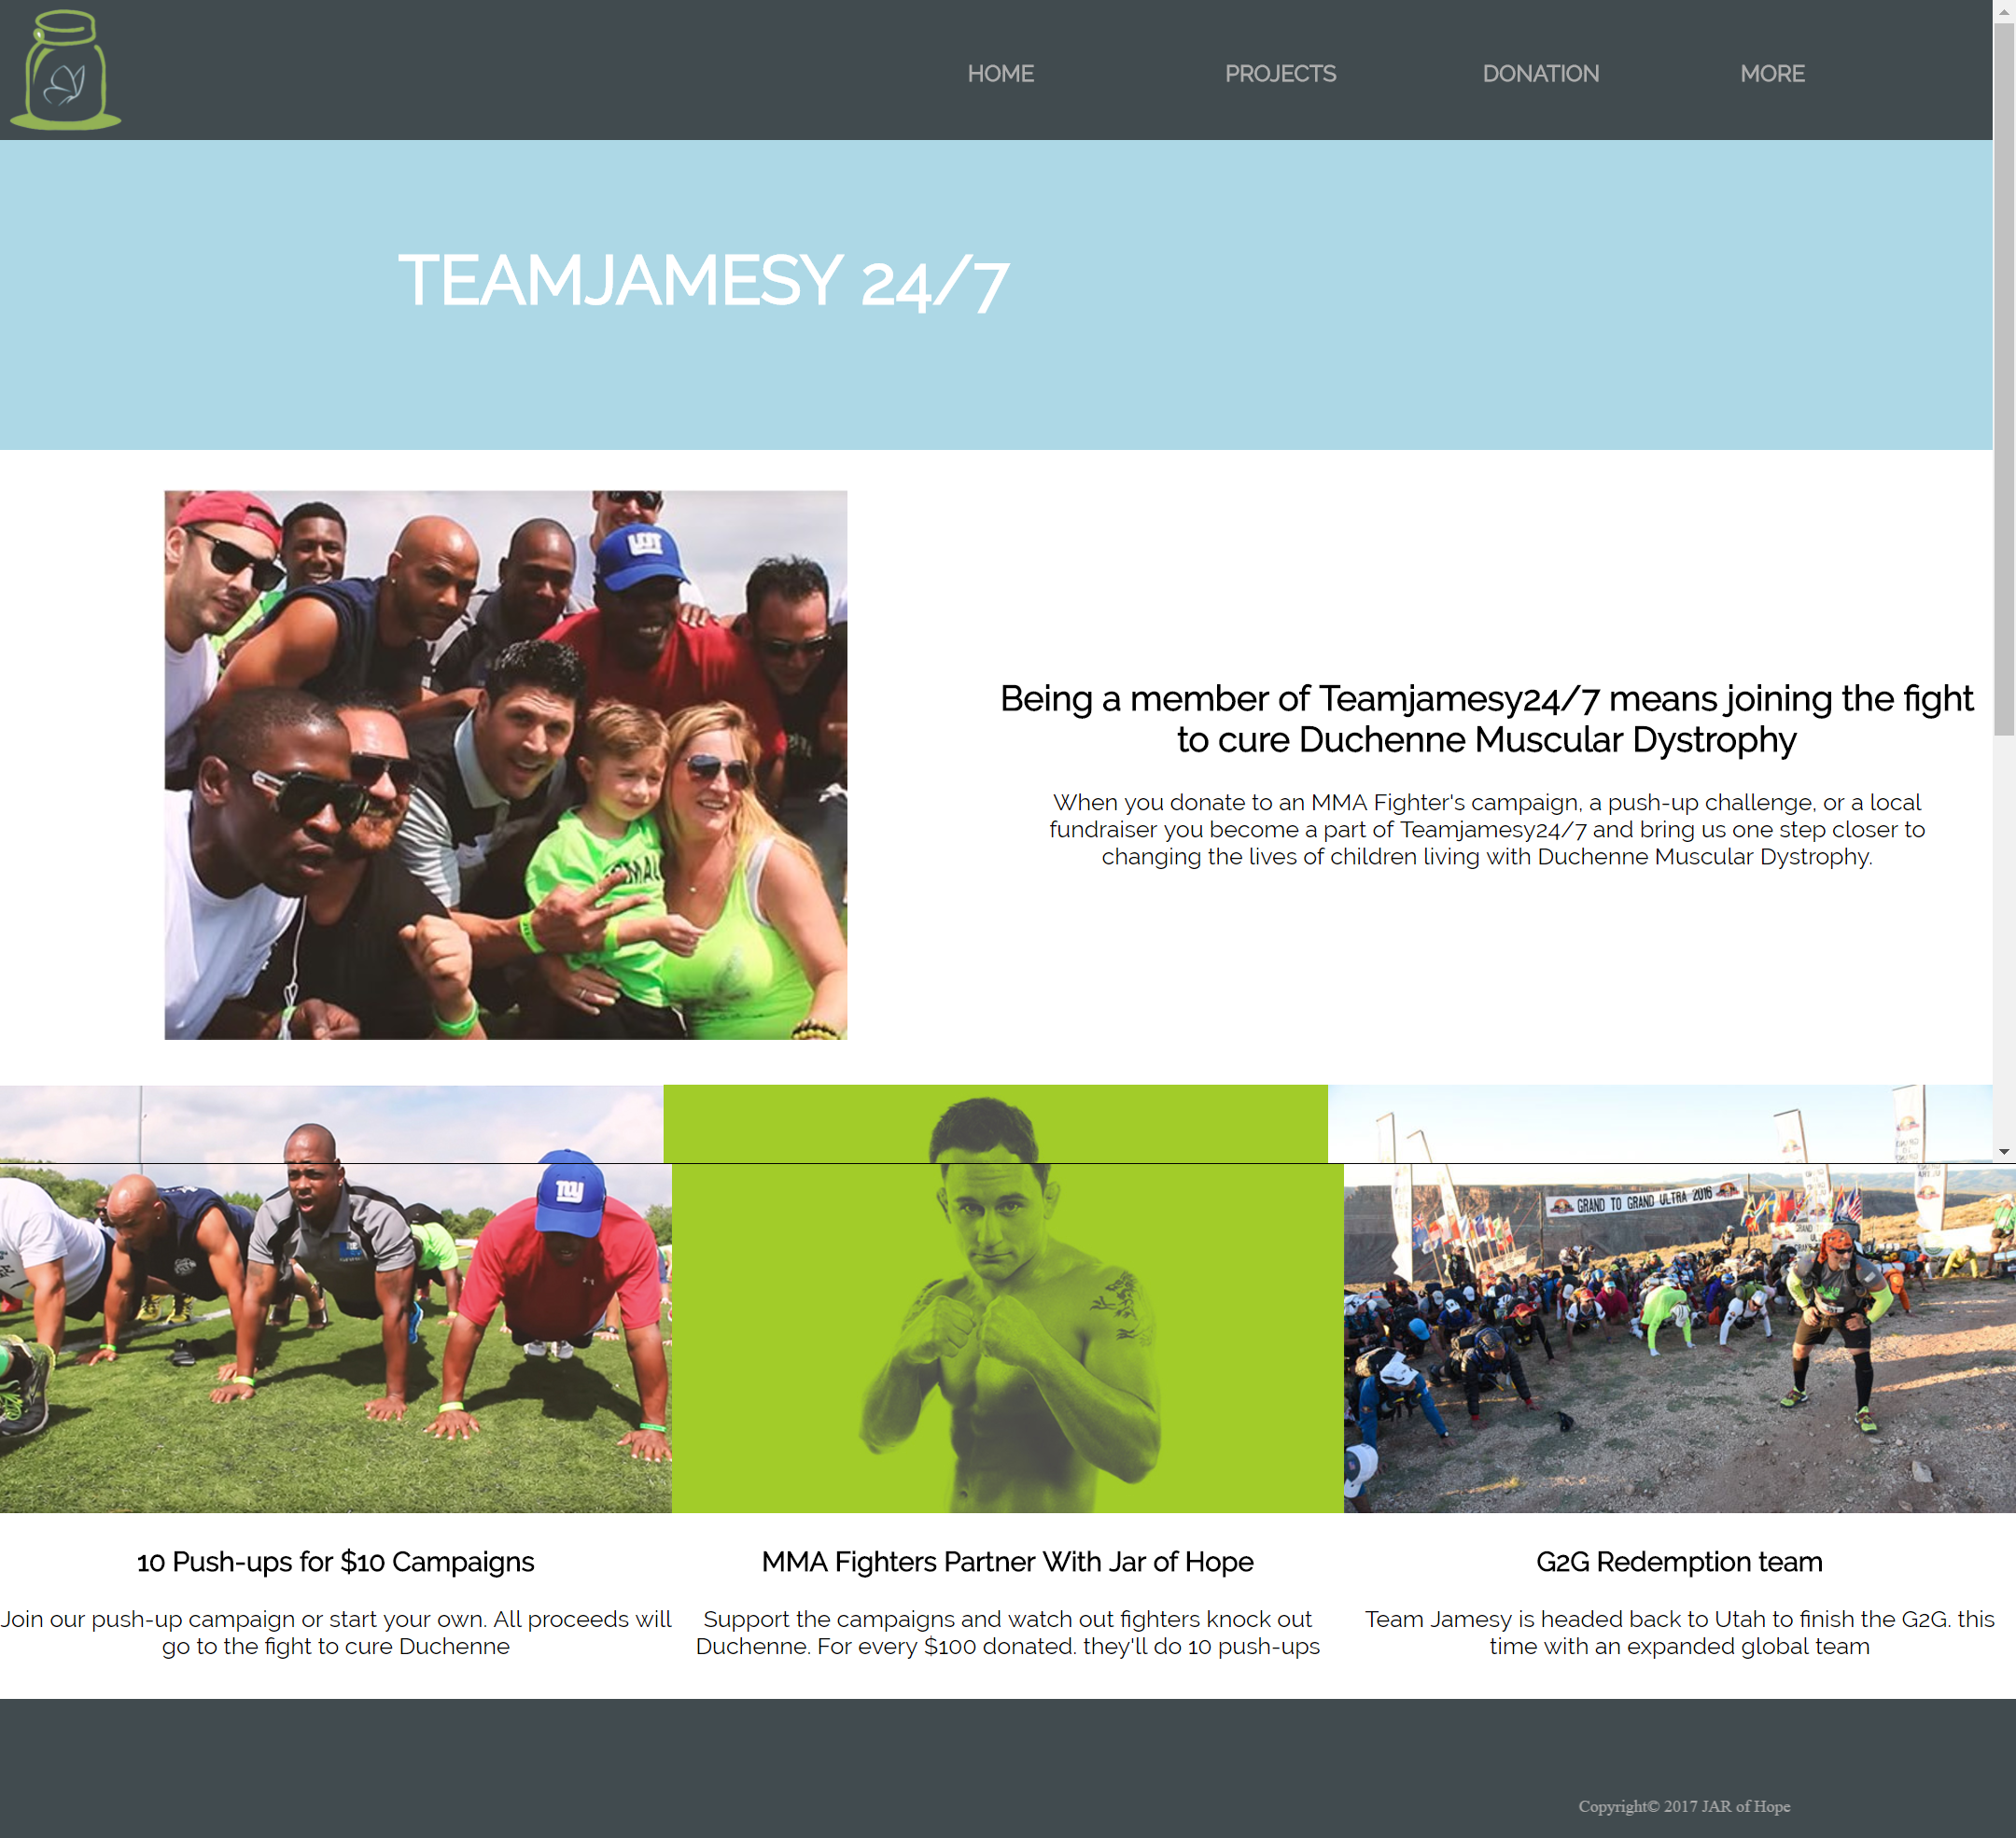 HOME PROJECTS DONATION MORE
TEAMJAMESY 24/7
Being a member of Teamjamesy24/7 means joining the fight
to cure Duchenne Muscular Dystrophy
When you donate to an MMA Fighter's campaign, a push-up challenge, or a local
fundraiser you become a part of Teamjamesy24/7 and bring us one step closer to
changing the lives of children living with Duchenne Muscular Dystrophy.
GRAND TO GRAND ULTRA 2016
10 Push-ups for $10 Campaigns
Join our push-up campaign or start your own. All proceeds will
go to the fight to cure Duchenne
MMA Fighters Partner With Jar of Hope
Support the campaigns and watch out fighters knock out
Duchenne. For every $100 donated. they'll do 10 push-ups
G2G Redemption team
Team Jamesy is headed back to Utah to finish the G2G. this
time with an expanded global team
Copyright© 2017 JAR of Hope